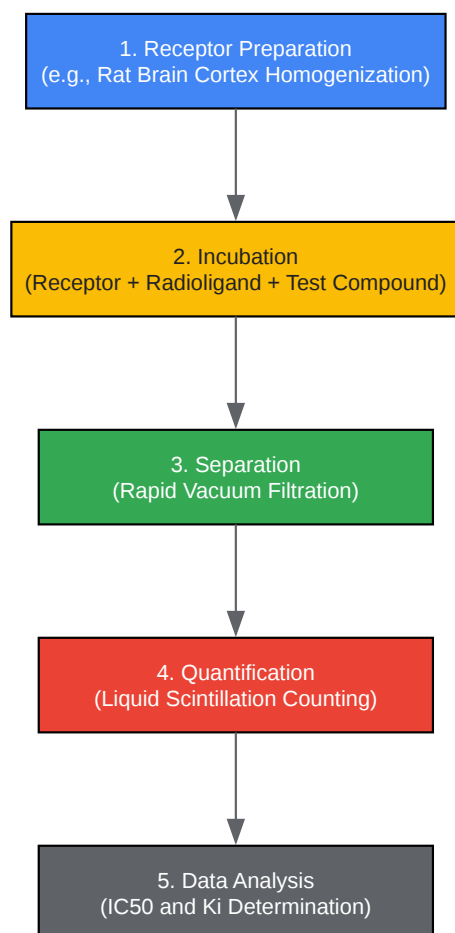 1. Receptor Preparation
(e.g., Rat Brain Cortex Homogenization)
2. Incubation
(Receptor + Radioligand + Test Compound)
3. Separation
(Rapid Vacuum Filtration)
4. Quantification
(Liquid Scintillation Counting)
5. Data Analysis
(IC50 and Ki Determination)